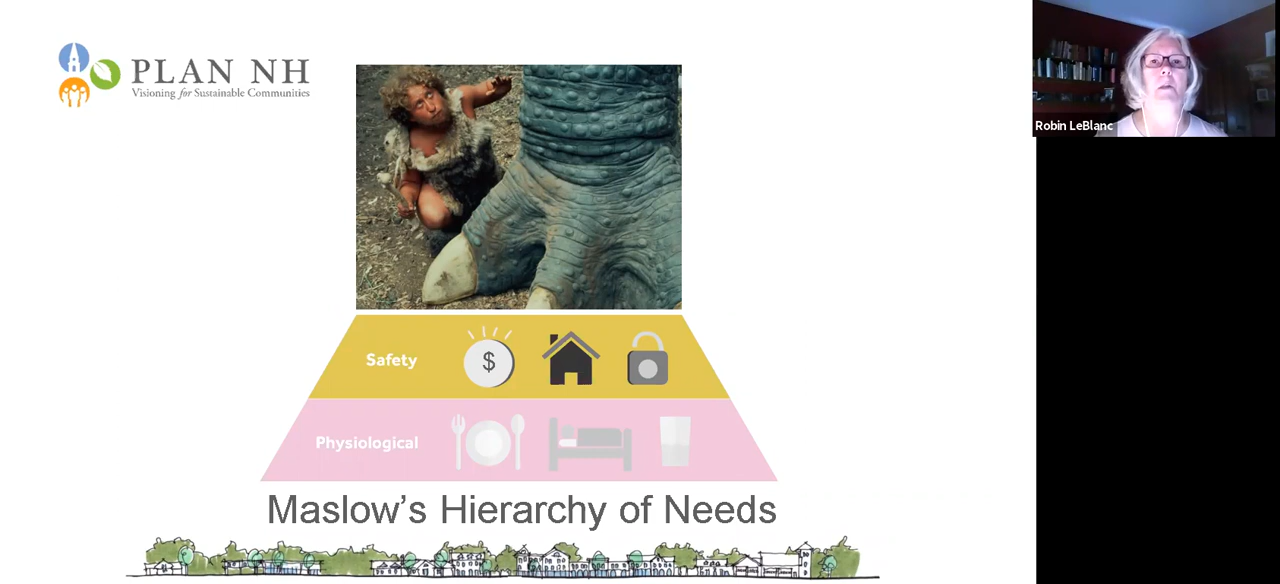 PLAN NH
Visioning for Sustainable Communities
Robin LeBlanc
Safety
$
Physiological
Maslow's Hierarchy of Needs